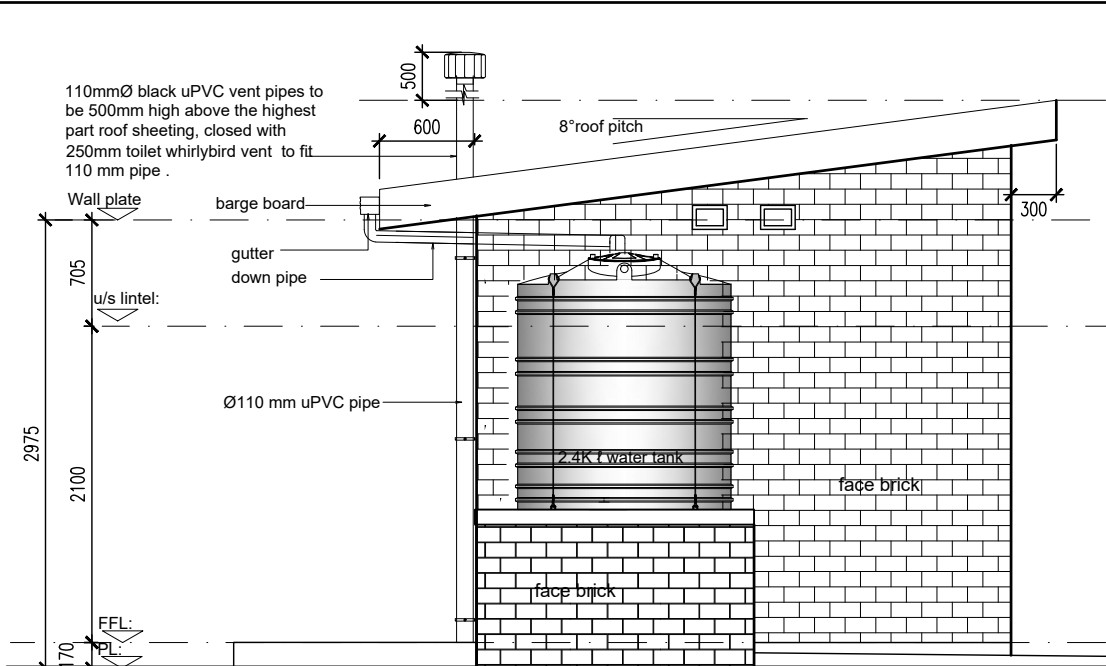 500
110mmØ black uPVC vent pipes to
be 500mm high above the highest
part roof sheeting, closed with
250mm toilet whirlybird vent to fit
110 mm pipe .
600
8°roof pitch
Wall plate
barge board
300
gutter
down pipe
705
u/s lintel:
Ø110 mm uPVC pipe
2975
2100
2.4K ℓ water tank
face brick
face brick
FFL:
PL:
170